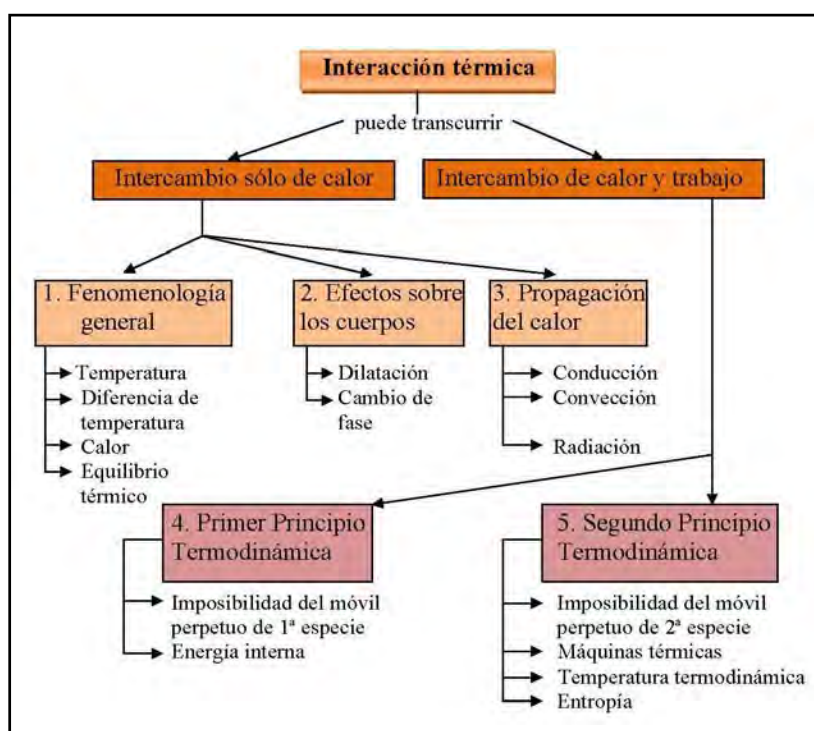 Interacción térmica
puede transcurrir
Intercambio sólo de calor
Intercambio de calor y trabajo
1. Fenomenología
general
Temperatura
Diferencia de
temperatura
Calor
Equilibrio
térmico
2. Efectos sobre
los cuerpos
Dilatación
Cambio de
fase
3. Propagación
del calor
Conducción
Convección
Radiación
4. Primer Principio
Termodinámica
Imposibilidad del móvil
perpetuo de 1ª especie
Energía interna
5. Segundo Principio
Termodinámica
Imposibilidad del móvil
perpetuo de 2ª especie
Máquinas térmicas
Temperatura termodinámica
Entropía